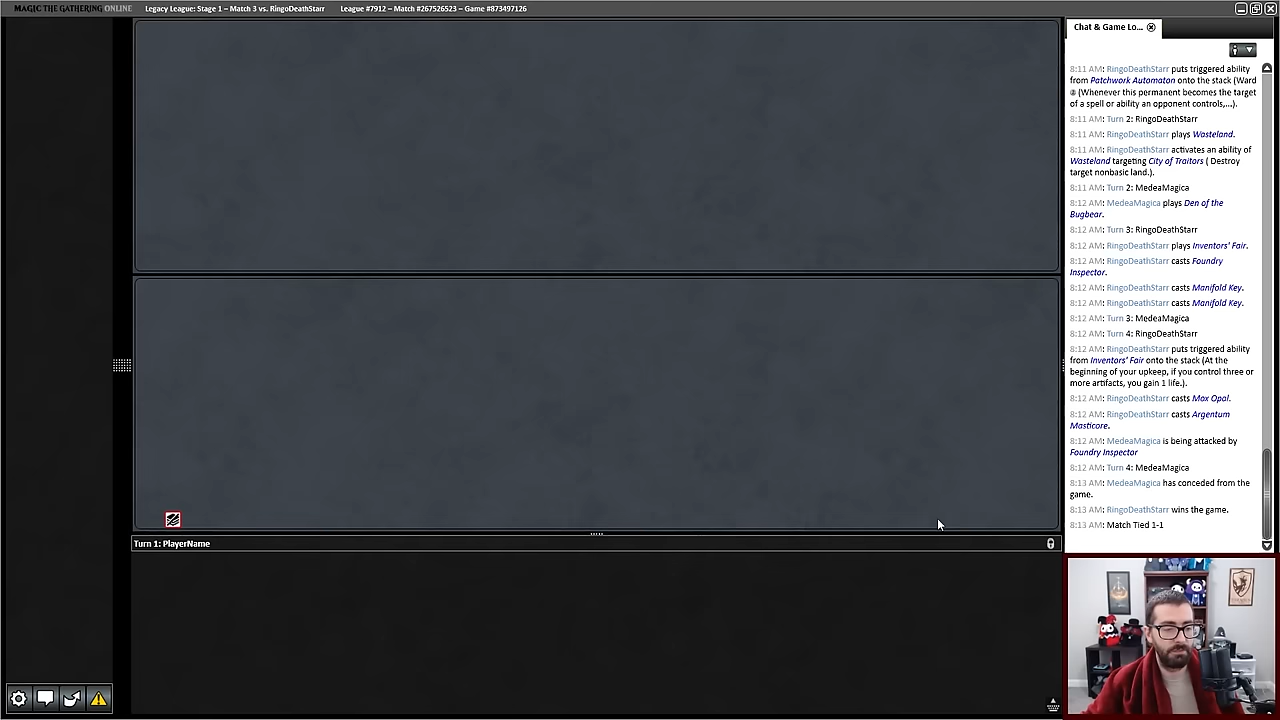 MAGIC THE GATHERING ONLINE Legacy League: Stage 1 – Match 3 vs. RingoDeathStarr League #7912 – Match #267526523 – Game #873497126
Chat & Game Lo...
8:11 AM: RingoDeathStarr puts triggered ability
from Patchwork Automaton onto the stack (Ward
② (Whenever this permanent becomes the target
of a spell or ability an opponent controls,...).
8:11 AM: Turn 2: RingoDeathStarr
8:11 AM: RingoDeathStarr plays Wasteland.
8:11 AM: RingoDeathStarr activates an ability of
Wasteland targeting City of Traitors ( Destroy
target nonbasic land.).
8:11 AM: Turn 2: MedeaMagica
8:12 AM: MedeaMagica plays Den of the
Bugbear.
8:12 AM: Turn 3: RingoDeathStarr
8:12 AM: RingoDeathStarr plays Inventors' Fair.
8:12 AM: RingoDeathStarr casts Foundry
Inspector.
8:12 AM: RingoDeathStarr casts Manifold Key.
8:12 AM: RingoDeathStarr casts Manifold Key.
8:12 AM: Turn 3: MedeaMagica
8:12 AM: Turn 4: RingoDeathStarr
8:12 AM: RingoDeathStarr puts triggered ability
from Inventors' Fair onto the stack (At the
beginning of your upkeep, if you control three or
more artifacts, you gain 1 life.).
8:12 AM: RingoDeathStarr casts Mox Opal.
8:12 AM: RingoDeathStarr casts Argentum
Masticore.
8:12 AM: MedeaMagica is being attacked by
Foundry Inspector
8:12 AM: Turn 4: MedeaMagica
8:13 AM: MedeaMagica has conceded from the
game.
8:13 AM: RingoDeathStarr wins the game.
8:13 AM: Match Tied 1-1
Turn 1: PlayerName